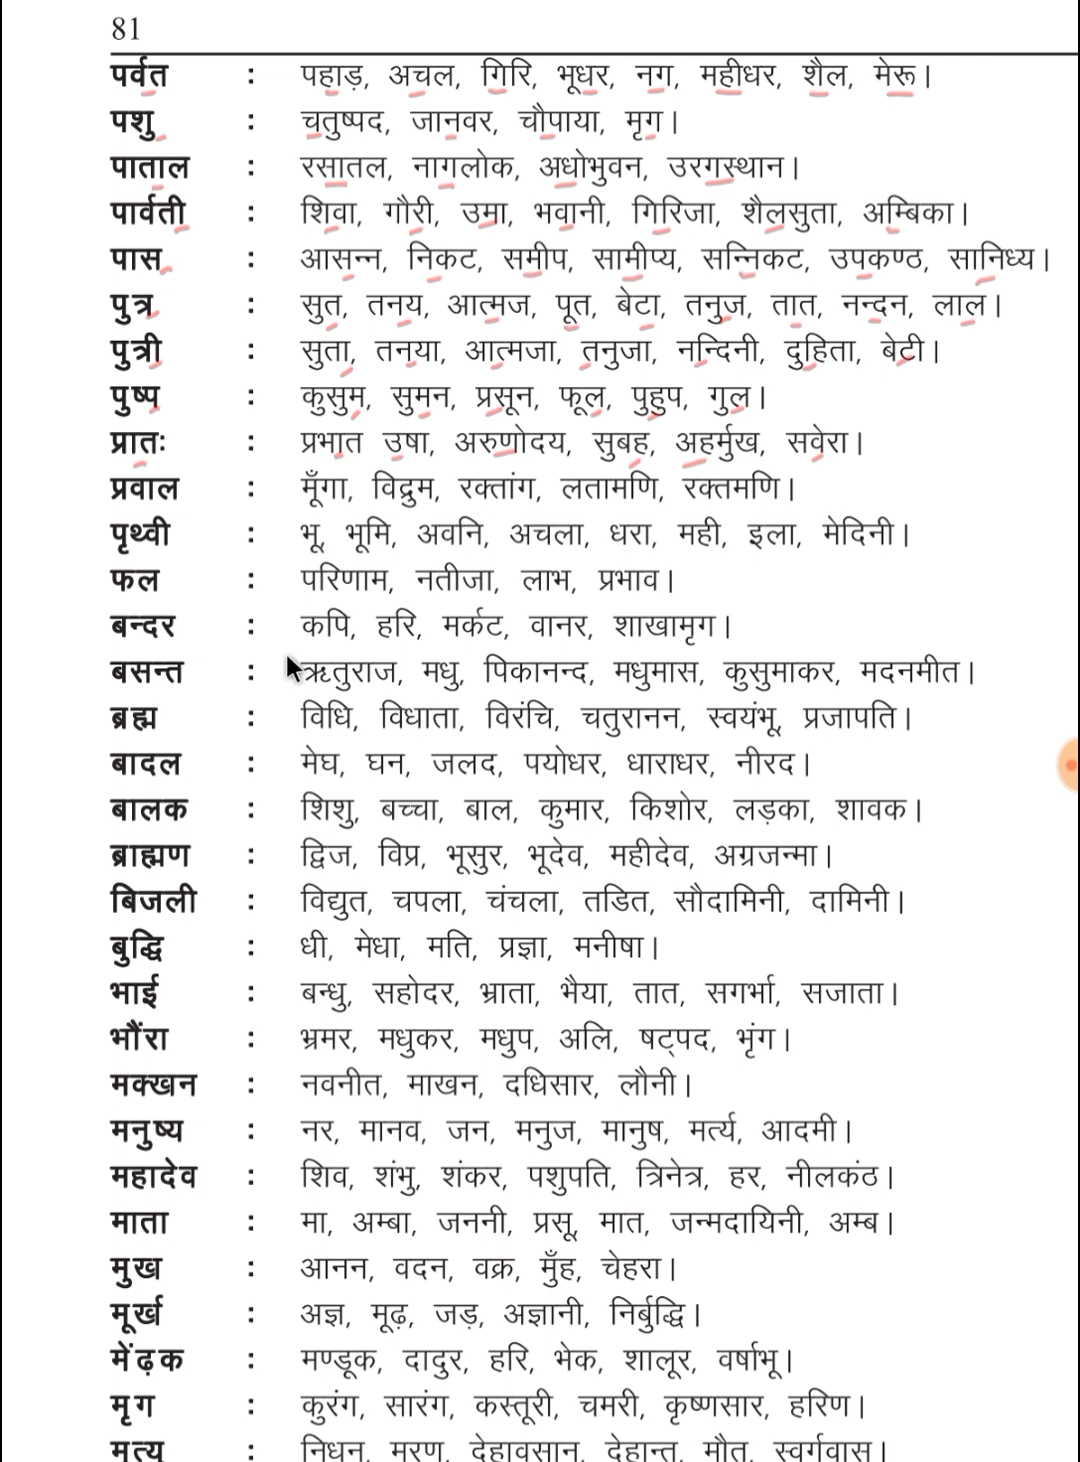 81
पर्वत : पहाड़, अचल, गिरि, भूधर, नग, महीधर, शैल, मेरू।
पशु : चतुष्पद, जानवर, चौपाया, मृग।
पाताल : रसातल, नागलोक, अधोभुवन, उरगस्थान।
पार्वती : शिवा, गौरी, उमा, भवानी, गिरिजा, शैलसुता, अम्बिका।
पास : आसन्न, निकट, समीप, सामीप्य, सन्निकट, उपकण्ठ, सानिध्य।
पुत्र : सुत, तनय, आत्मज, पूत, बेटा, तनुज, तात, नन्दन, लाल।
पुत्री : सुता, तनया, आत्मजा, तनुजा, नन्दिनी, दुहिता, बेटी।
पुष्प : कुसुम, सुमन, प्रसून, फूल, पुहुप, गुल।
प्रातः : प्रभात उषा, अरुणोदय, सुबह, अहर्मुख, सवेरा।
प्रवाल : मूँगा, विद्रुम, रक्तांग, लतामणि, रक्तमणि।
पृथ्वी : भू, भूमि, अवनि, अचला, धरा, मही, इला, मेदिनी।
फल : परिणाम, नतीजा, लाभ, प्रभाव।
बन्दर : कपि, हरि, मर्कट, वानर, शाखामृग।
बसन्त : ऋतुराज, मधु, पिकानन्द, मधुमास, कुसुमाकर, मदनमीत।
ब्रह्म : विधि, विधाता, विरंचि, चतुरानन, स्वयंभू, प्रजापति।
बादल : मेघ, घन, जलद, पयोधर, धाराधर, नीरद।
बालक : शिशु, बच्चा, बाल, कुमार, किशोर, लड़का, शावक।
ब्राह्मण : द्विज, विप्र, भूसुर, भूदेव, महीदेव, अग्रजन्मा।
बिजली : विद्युत, चपला, चंचला, तडित, सौदामिनी, दामिनी।
बुद्धि : धी, मेधा, मति, प्रज्ञा, मनीषा।
भाई : बन्धु, सहोदर, भ्राता, भैया, तात, सगर्भा, सजाता।
भौंरा : भ्रमर, मधुकर, मधुप, अलि, षट्पद, भृंग।
मक्खन : नवनीत, माखन, दधिसार, लौनी।
मनुष्य : नर, मानव, जन, मनुज, मानुष, मर्त्य, आदमी।
महादेव : शिव, शंभु, शंकर, पशुपति, त्रिनेत्र, हर, नीलकंठ।
माता : मा, अम्बा, जननी, प्रसू, मात, जन्मदायिनी, अम्ब।
मुख : आनन, वदन, वक्र, मुँह, चेहरा।
मूर्ख : अज्ञ, मूढ़, जड़, अज्ञानी, निर्बुद्धि।
मेंढ़क : मण्डूक, दादुर, हरि, भेक, शालूर, वर्षाभू।
मृग : कुरंग, सारंग, कस्तूरी, चमरी, कृष्णसार, हरिण।
मृत्यु : निधन, मरण, देहावसान, देहान्त, मौत, स्वर्गवास।